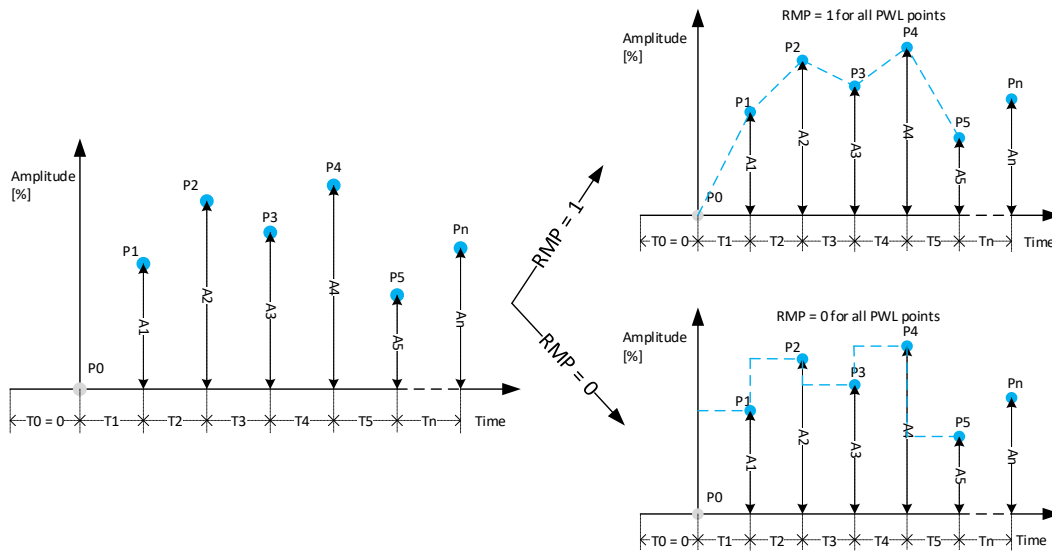 Amplitude
[%]
P1
P2
P3
P4
P5
Pn
P0
A1
A2
A3
A4
A5
An
T0 = 0
T1
T2
T3
T4
T5
Tn
Time
RMP = 1
RMP = 0
RMP = 1 for all PWL points
Amplitude
[%]
P1
P2
P3
P4
P5
Pn
P0
A1
A2
A3
A4
A5
An
T0 = 0
T1
T2
T3
T4
T5
Tn
Time
RMP = 0 for all PWL points
Amplitude
[%]
P1
P2
P3
P4
P5
Pn
P0
A1
A2
A3
A4
A5
An
T0 = 0
T1
T2
T3
T4
T5
Tn
Time